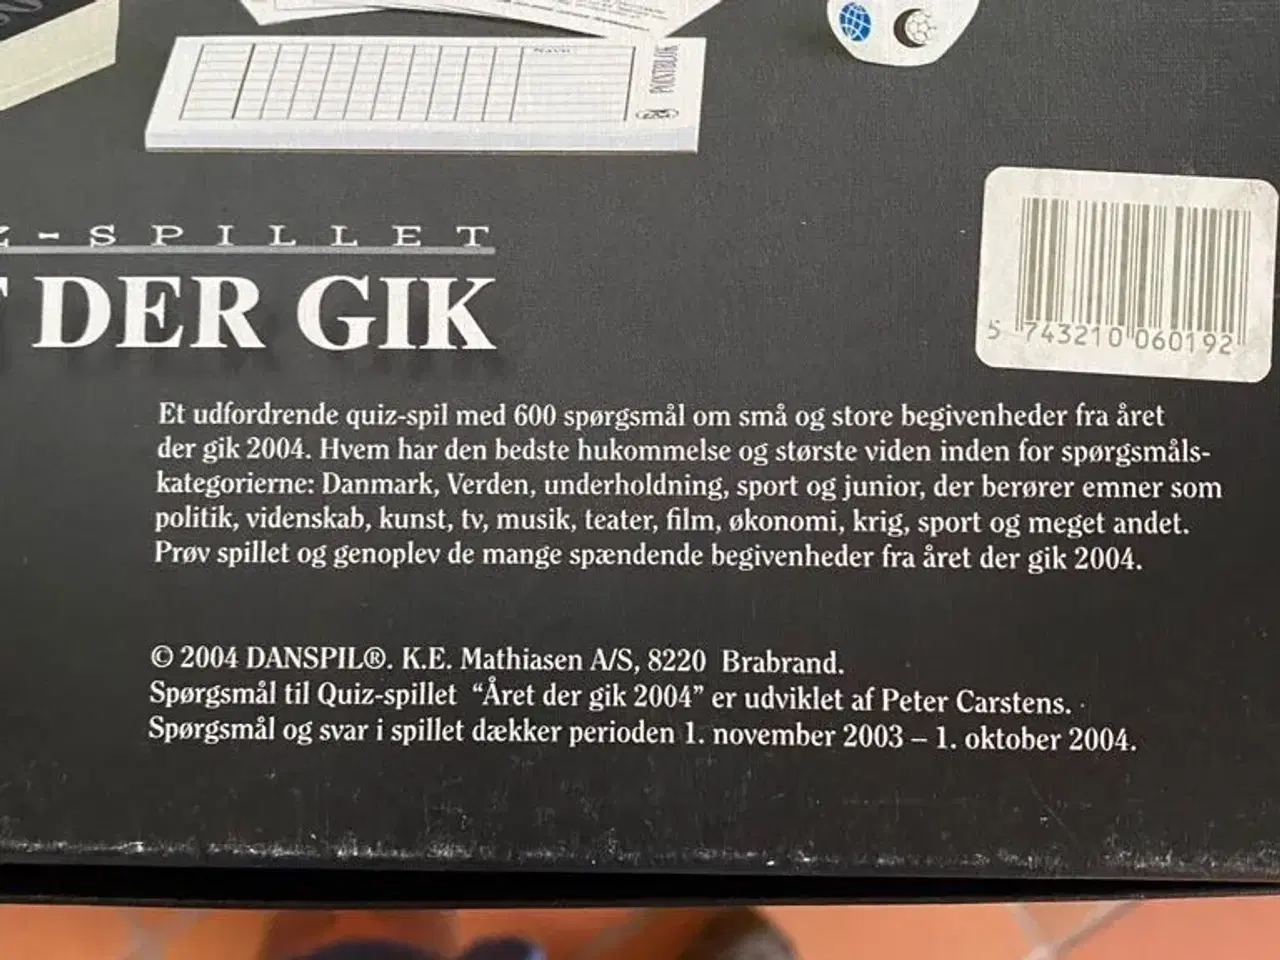 Navn
POINTBLOK
-SPILLET
DER GIK
5 743210 060192
Et udfordrende quiz-spil med 600 spørgsmål om små og store begivenheder fra året
der gik 2004. Hvem har den bedste hukommelse og største viden inden for spørgsmåls-
kategorierne: Danmark, Verden, underholdning, sport og junior, der berører emner som
politik, videnskab, kunst, tv, musik, teater, film, økonomi, krig, sport og meget andet.
Prøv spillet og genoplev de mange spændende begivenheder fra året der gik 2004.
© 2004 DANSPIL®. K.E. Mathiasen A/S, 8220 Brabrand.
Spørgsmål til Quiz-spillet “Året der gik 2004” er udviklet af Peter Carstens.
Spørgsmål og svar i spillet dækker perioden 1. november 2003 – 1. oktober 2004.